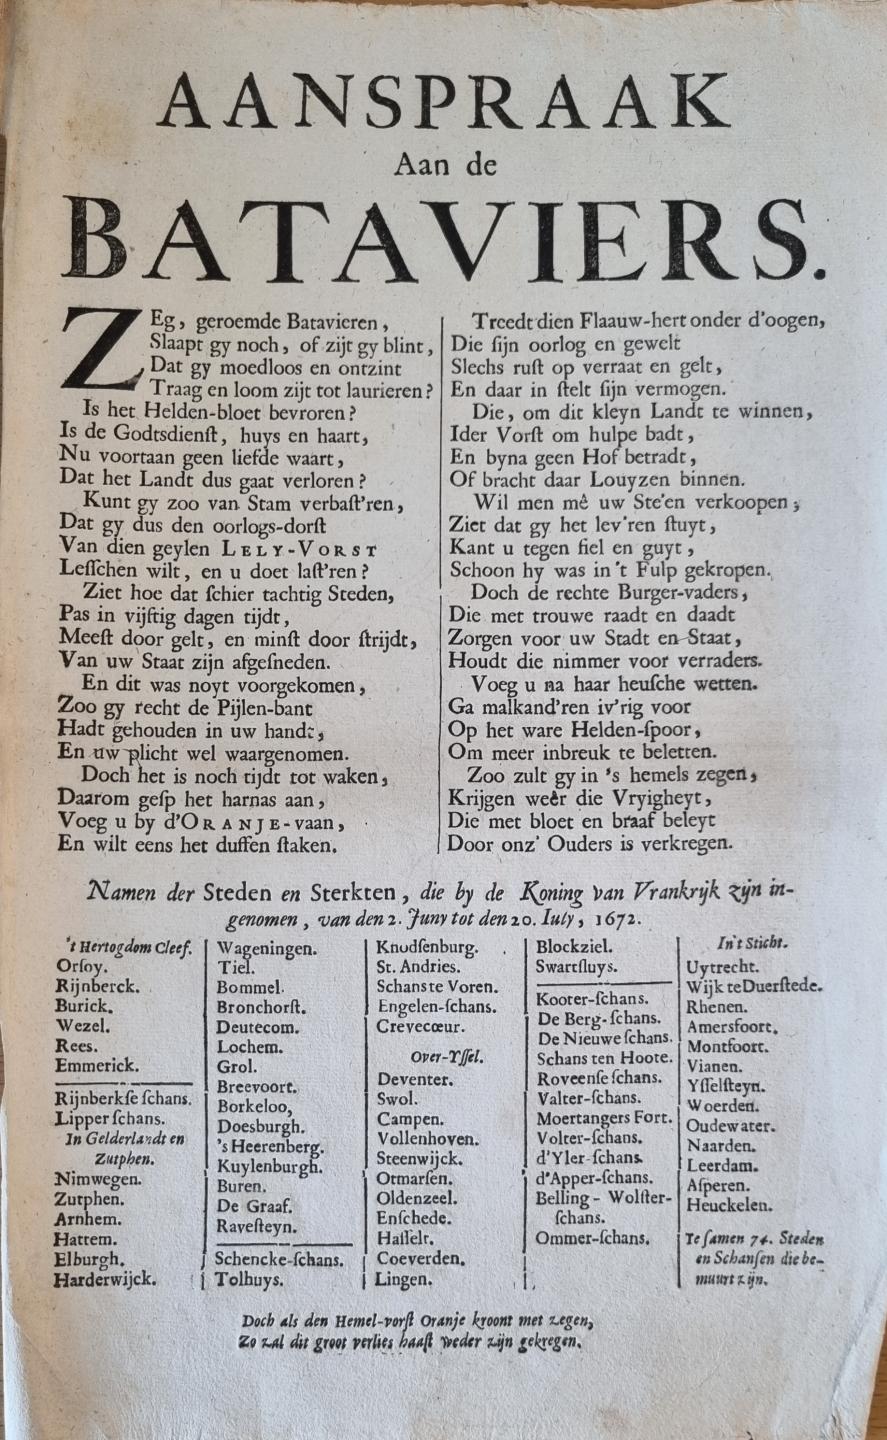 AANSPRAAK
Aan de
BATAVIERS.
ZEg, geroemde Batavieren,
Slaapt gy noch, of zijt gy blint,
Dat gy moedloos en ontzint
Traag en loom zijt tot laurieren?
Is het Helden-bloet bevroren?
Is de Godtsdienſt, huys en haart,
Nu voortaan geen liefde waart,
Dat het Landt dus gaat verloren?
Kunt gy zoo van Stam verbaſt'ren,
Dat gy dus den oorlogs-dorſt
Van dien geylen LELY-VORST
Leſſchen wilt, en u doet laſt'ren?
Ziet hoe dat ſchier tachtig Steden,
Pas in vijftig dagen tijdt,
Meeſt door gelt, en minſt door ſtrijdt,
Van uw Staat zijn afgeſneden.
En dit was noyt voorgekomen,
Zoo gy recht de Pijlen-bant
Hadt gehouden in uw handt,
En uw plicht wel waargenomen.
Doch het is noch tijdt tot waken,
Daarom geſp het harnas aan,
Voeg u by d'ORANJE-vaan,
En wilt eens het duffen ſtaken.
Treedt dien Flaauw-hert onder d'oogen,
Die ſijn oorlog en gewelt
Slechs ruſt op verraat en gelt,
En daar in ſtelt ſijn vermogen.
Die, om dit kleyn Landt te winnen,
Ider Vorſt om hulpe badt,
En byna geen Hof betradt,
Of bracht daar Louyzen binnen.
Wil men mê uw Ste'en verkoopen,
Ziet dat gy het lev'ren ſtuyt,
Kant u tegen fiel en guyt,
Schoon hy was in 't Fulp gekropen.
Doch de rechte Burger-vaders,
Die met trouwe raadt en daadt
Zorgen voor uw Stadt en Staat,
Houdt die nimmer voor verraders.
Voeg u na haar heuſche wetten.
Ga malkand'ren iv'rig voor
Op het ware Helden-ſpoor,
Om meer inbreuk te beletten.
Zoo zult gy in 's hemels zegen,
Krijgen weêr die Vryigheyt,
Die met bloet en braaf beleyt
Door onz' Ouders is verkregen.
Namen der Steden en Sterkten, die by de Koning van Vrankrijk zijn in-
genomen, van den 2. Juny tot den 20. Iuly, 1672.
't Hertogdom Cleef.
Orſoy.
Rijnberck.
Burick.
Wezel.
Rees.
Emmerick.
Rijnberkſe ſchans.
Lipper ſchans.
In Gelderlandt en
Zutphen.
Nimwegen.
Zutphen.
Arnhem.
Hattem.
Elburgh.
Harderwijck.
Wageningen.
Tiel.
Bommel.
Bronchorſt.
Deutecom.
Lochem.
Grol.
Breevoort.
Borkeloo,
Doesburgh.
's Heerenberg.
Kuylenburgh.
Buren.
De Graaf.
Raveſteyn.
Schencke-ſchans.
Tolhuys.
Knodſenburg.
St. Andries.
Schans te Voren.
Engelen-ſchans.
Crevecœur.
Over-Yſſel.
Deventer.
Swol.
Campen.
Vollenhoven.
Steenwijck.
Otmarſen.
Oldenzeel.
Enſchede.
Haſſelt.
Coeverden.
Lingen.
Blockziel.
Swartſluys.
Kooter-ſchans.
De Berg-ſchans.
De Nieuwe ſchans.
Schans ten Hoote.
Roveenſe ſchans.
Valter-ſchans.
Moertangers Fort.
Volter-ſchans.
d'Yler-ſchans.
d'Apper-ſchans.
Belling-Wolſter-
ſchans.
Ommer-ſchans.
In't Sticht.
Uytrecht.
Wijk te Duerſtede.
Rhenen.
Amersfoort.
Montfoort.
Vianen.
Yſſelſteyn.
Woerden.
Oudewater.
Naarden.
Leerdam.
Aſperen.
Heuckelen.
Te ſamen 74. Steden
en Schanſen die be-
muurt zijn.
Doch als den Hemel-vorſt Oranje kroont met zegen,
Zo zal dit groot verlies haaſt weder zijn gekregen.